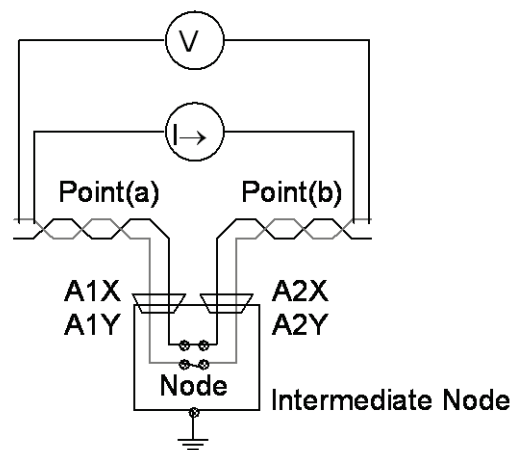 V
I→
Point(a) Point(b)
A1X A2X
A1Y A2Y
Node
Intermediate Node